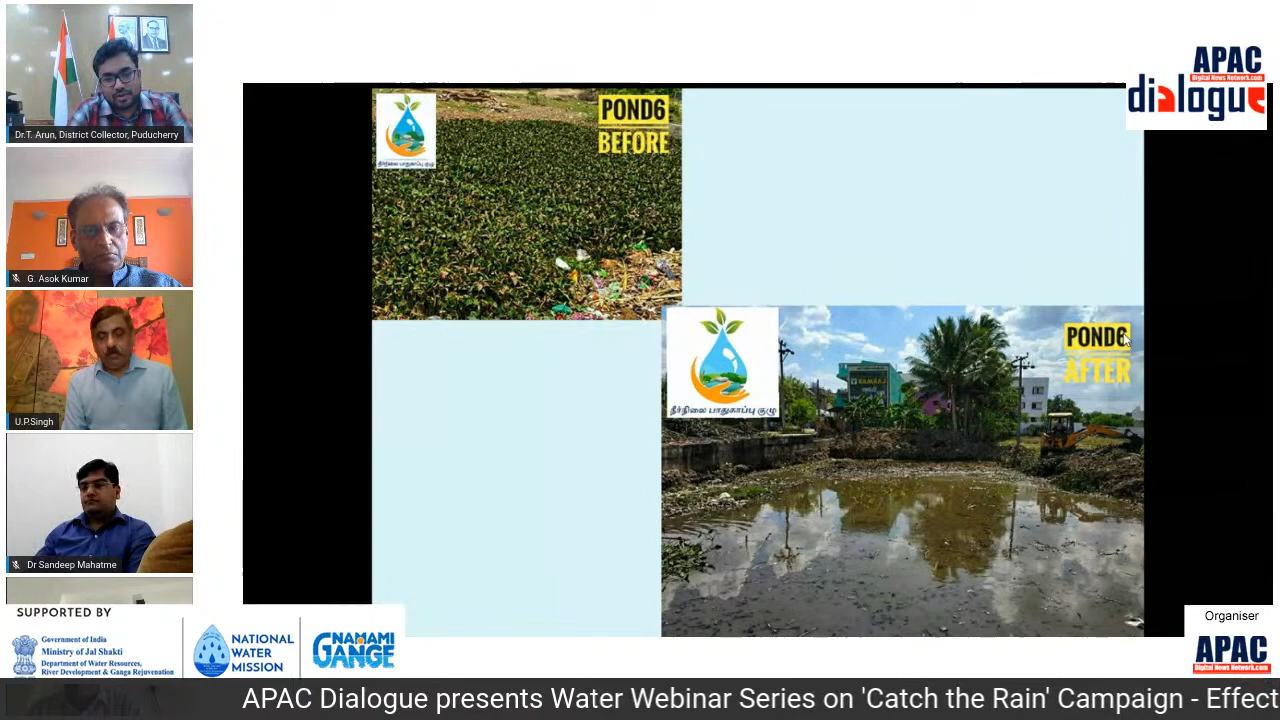 Dr.T. Arun, District Collector, Puducherry
G. Asok Kumar
U.P.Singh
Dr Sandeep Mahatme
SUPPORTED BY
Government of India
Ministry of Jal Shakti
Department of Water Resources,
River Development & Ganga Rejuvenation
NATIONAL
WATER
MISSION
NAMAMI
GANGE
POND6
BEFORE
நீர்நிலை பாதுகாப்பு குழு
POND6
AFTER
நீர்நிலை பாதுகாப்பு குழு
KAMRAJ
APAC
Digital News Network.com
dialogue
Organiser
APAC
Digital News Network.com
APAC Dialogue presents Water Webinar Series on 'Catch the Rain' Campaign - Effect